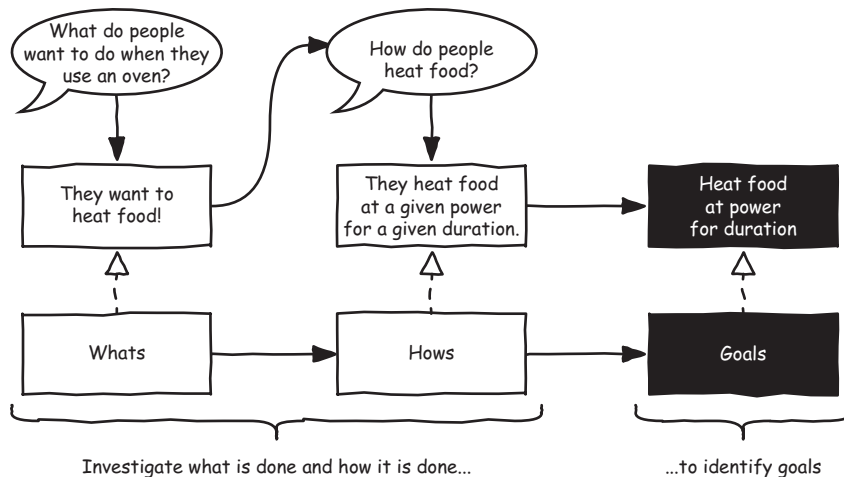 What do people
want to do when they
use an oven?
How do people
heat food?
They want to
heat food!
They heat food
at a given power
for a given duration.
Heat food
at power
for duration
Whats
Hows
Goals
Investigate what is done and how it is done...
...to identify goals